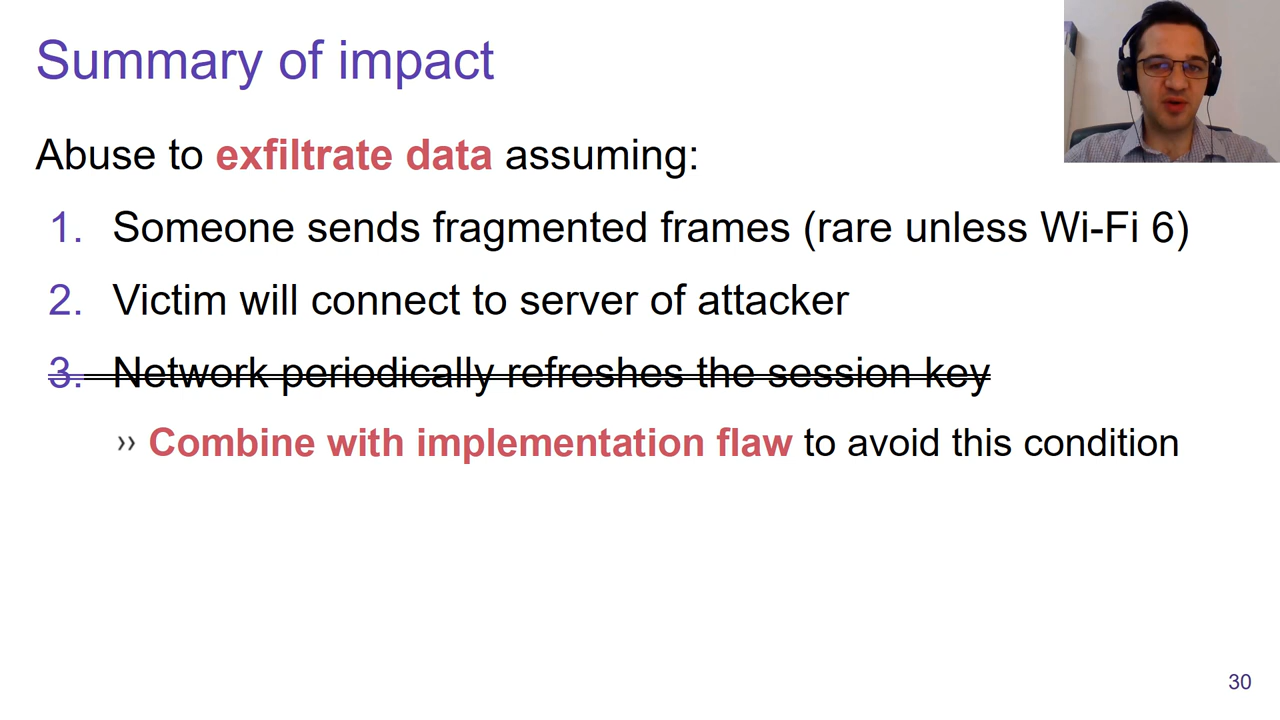 Summary of impact
Abuse to exfiltrate data assuming:
1. Someone sends fragmented frames (rare unless Wi-Fi 6)
2. Victim will connect to server of attacker
3. Network periodically refreshes the session key
›› Combine with implementation flaw to avoid this condition
30